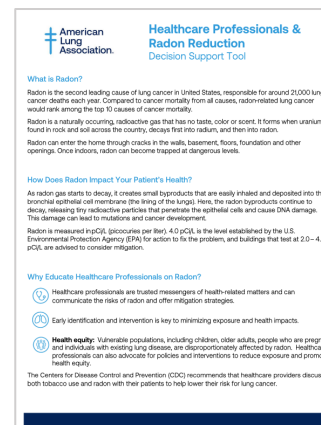 American
Lung
Association.
Healthcare Professionals &
Radon Reduction
Decision Support Tool
What is Radon?
Radon is the second leading cause of lung cancer in United States, responsible for around 21,000 lun
cancer deaths each year. Compared to cancer mortality from all causes, radon-related lung cancer
would rank among the top 10 causes of cancer mortality.
Radon is a naturally occurring, radioactive gas that has no taste, color or scent. It forms when uranium
found in rock and soil across the country, decays first into radium, and then into radon.
Radon can enter the home through cracks in the walls, basement, floors, foundation and other
openings. Once indoors, radon can become trapped at dangerous levels.
How Does Radon Impact Your Patient's Health?
As radon gas starts to decay, it creates small byproducts that are easily inhaled and deposited into th
bronchial epithelial cell membrane (the lining of lungs). Here, the radon byproducts continue to
decay, releasing tiny radioactive particles that penetrate the epithelial cells and cause DNA damage.
This damage can lead to mutations and cancer development.
Radon is measured in pCi/L (picocuries per liter). 4.0 pCi/L is the level established by the U.S.
Environmental Protection Agency (EPA) for action to fix the problem, and buildings that test at 2.0 – 4.
pCi/L are advised to consider mitigation.
Why Educate Healthcare Professionals on Radon?
Healthcare professionals are trusted messengers of health-related matters and can
communicate the risks of radon and offer mitigation strategies.
Early identification and intervention is key to minimizing exposure and health impacts.
Health equity: Vulnerable populations, including children, older adults, people who are pregn
and individuals with existing lung disease, are disproportionately affected by radon. Healthca
professionals can also advocate for policies and interventions to reduce exposure and promo
health equity.
The Centers for Disease Control and Prevention (CDC) recommends that healthcare providers discus
both tobacco use and radon with their patients to help lower their risk for lung cancer.